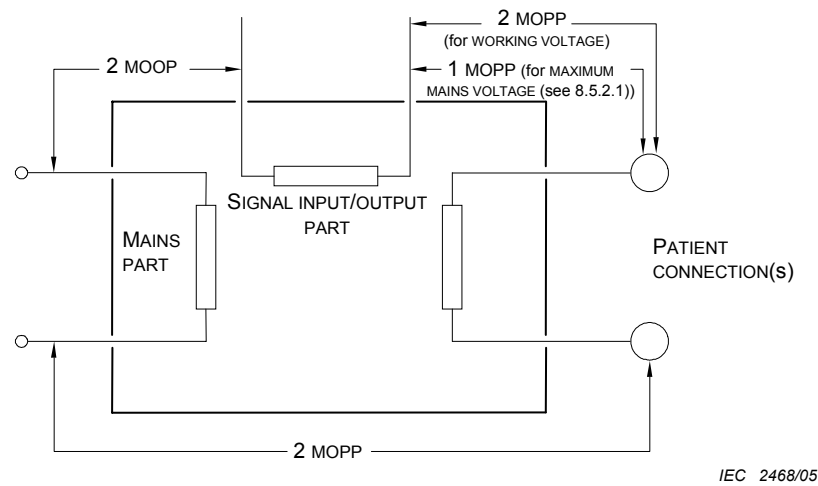 2 MOPP
(for WORKING VOLTAGE)
2 MOOP
1 MOPP (for MAXIMUM
MAINS VOLTAGE (see 8.5.2.1))
SIGNAL INPUT/OUTPUT
PART
MAINS
PART
PATIENT
CONNECTION(S)
2 MOPP
IEC 2468/05